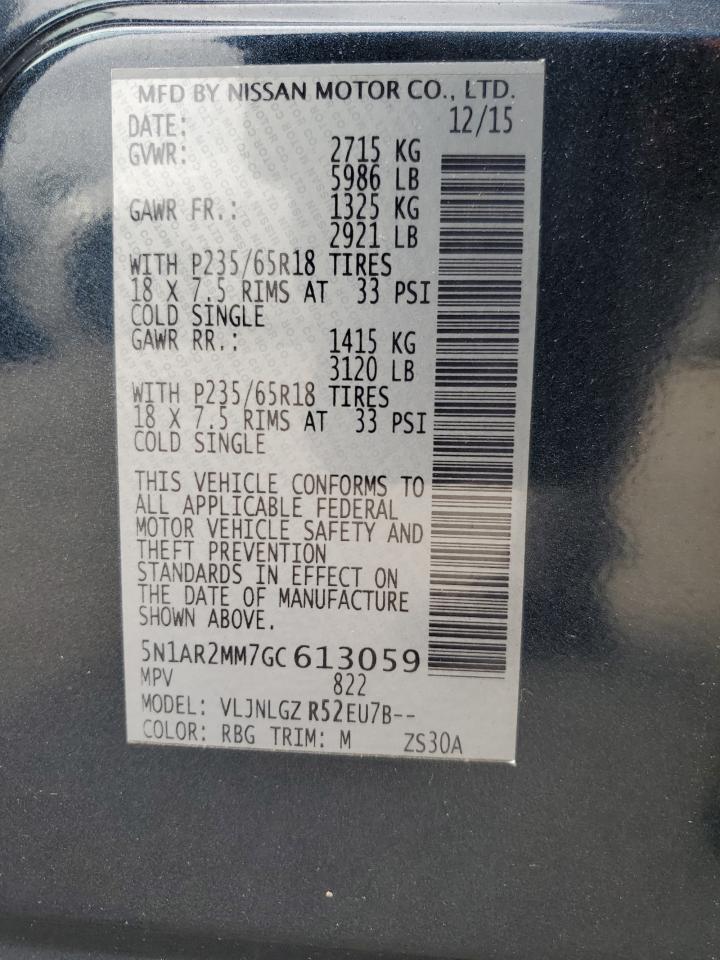 MFD BY NISSAN MOTOR CO., LTD.
DATE: 12/15
GVWR: 2715 KG
5986 LB
GAWR FR.: 1325 KG
2921 LB
WITH P235/65R18 TIRES
18 X 7.5 RIMS AT 33 PSI
COLD SINGLE
GAWR RR.: 1415 KG
3120 LB
WITH P235/65R18 TIRES
18 X 7.5 RIMS AT 33 PSI
COLD SINGLE
THIS VEHICLE CONFORMS TO
ALL APPLICABLE FEDERAL
MOTOR VEHICLE SAFETY AND
THEFT PREVENTION
STANDARDS IN EFFECT ON
THE DATE OF MANUFACTURE
SHOWN ABOVE.
5N1AR2MM7GC613059
MPV 822
MODEL: VLJNLGZ R52EU7B--
COLOR: RBG TRIM: M ZS30A